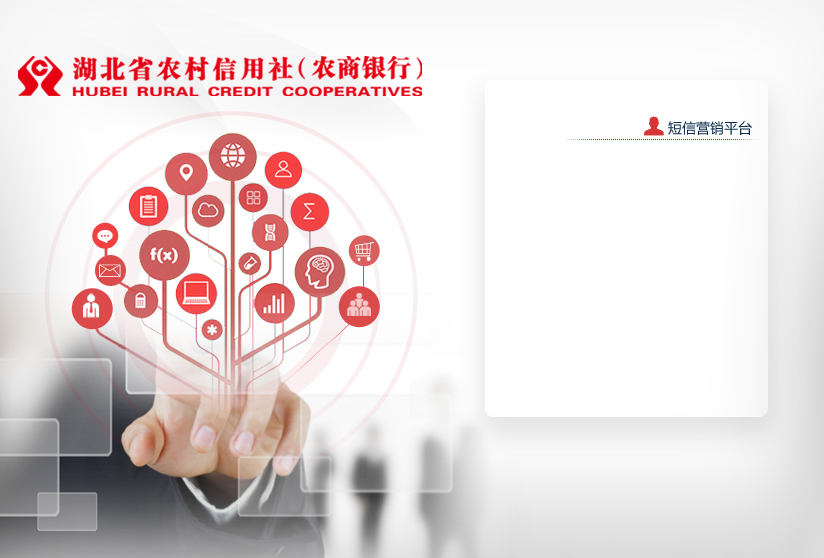 湖北省农村信用社（农商银行）
HUBEI RURAL CREDIT COOPERATIVES
短信营销平台
f(x)
Σ